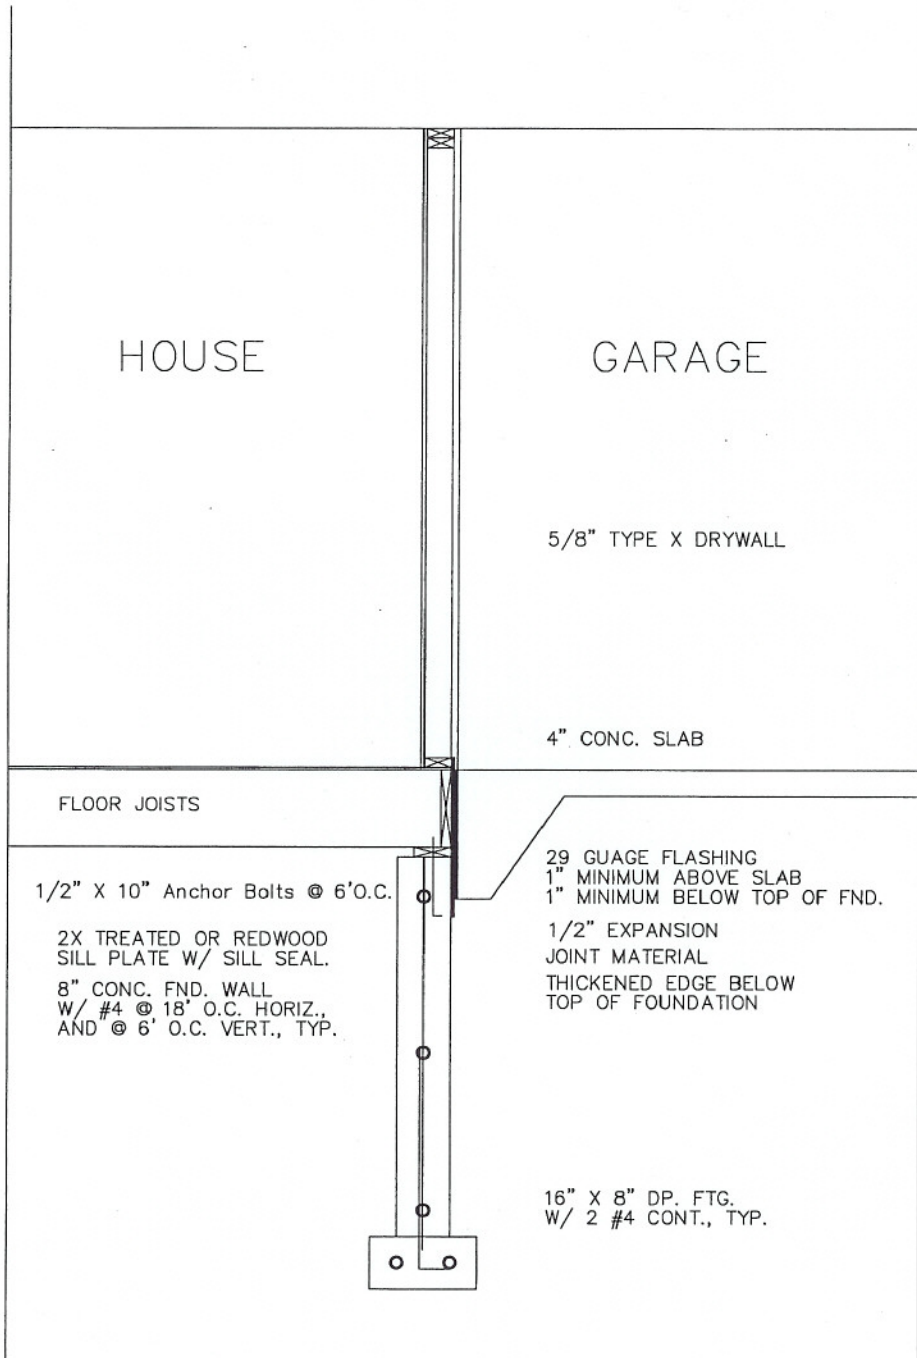 HOUSE
GARAGE
5/8" TYPE X DRYWALL
4" CONC. SLAB
FLOOR JOISTS
29 GUAGE FLASHING
1" MINIMUM ABOVE SLAB
1" MINIMUM BELOW TOP OF FND.
1/2" EXPANSION
JOINT MATERIAL
THICKENED EDGE BELOW
TOP OF FOUNDATION
1/2" X 10" Anchor Bolts @ 6'O.C.
2X TREATED OR REDWOOD
SILL PLATE W/ SILL SEAL.
8" CONC. FND. WALL
W/ #4 @ 18' O.C. HORIZ.,
AND @ 6' O.C. VERT., TYP.
16" X 8" DP. FTG.
W/ 2 #4 CONT., TYP.